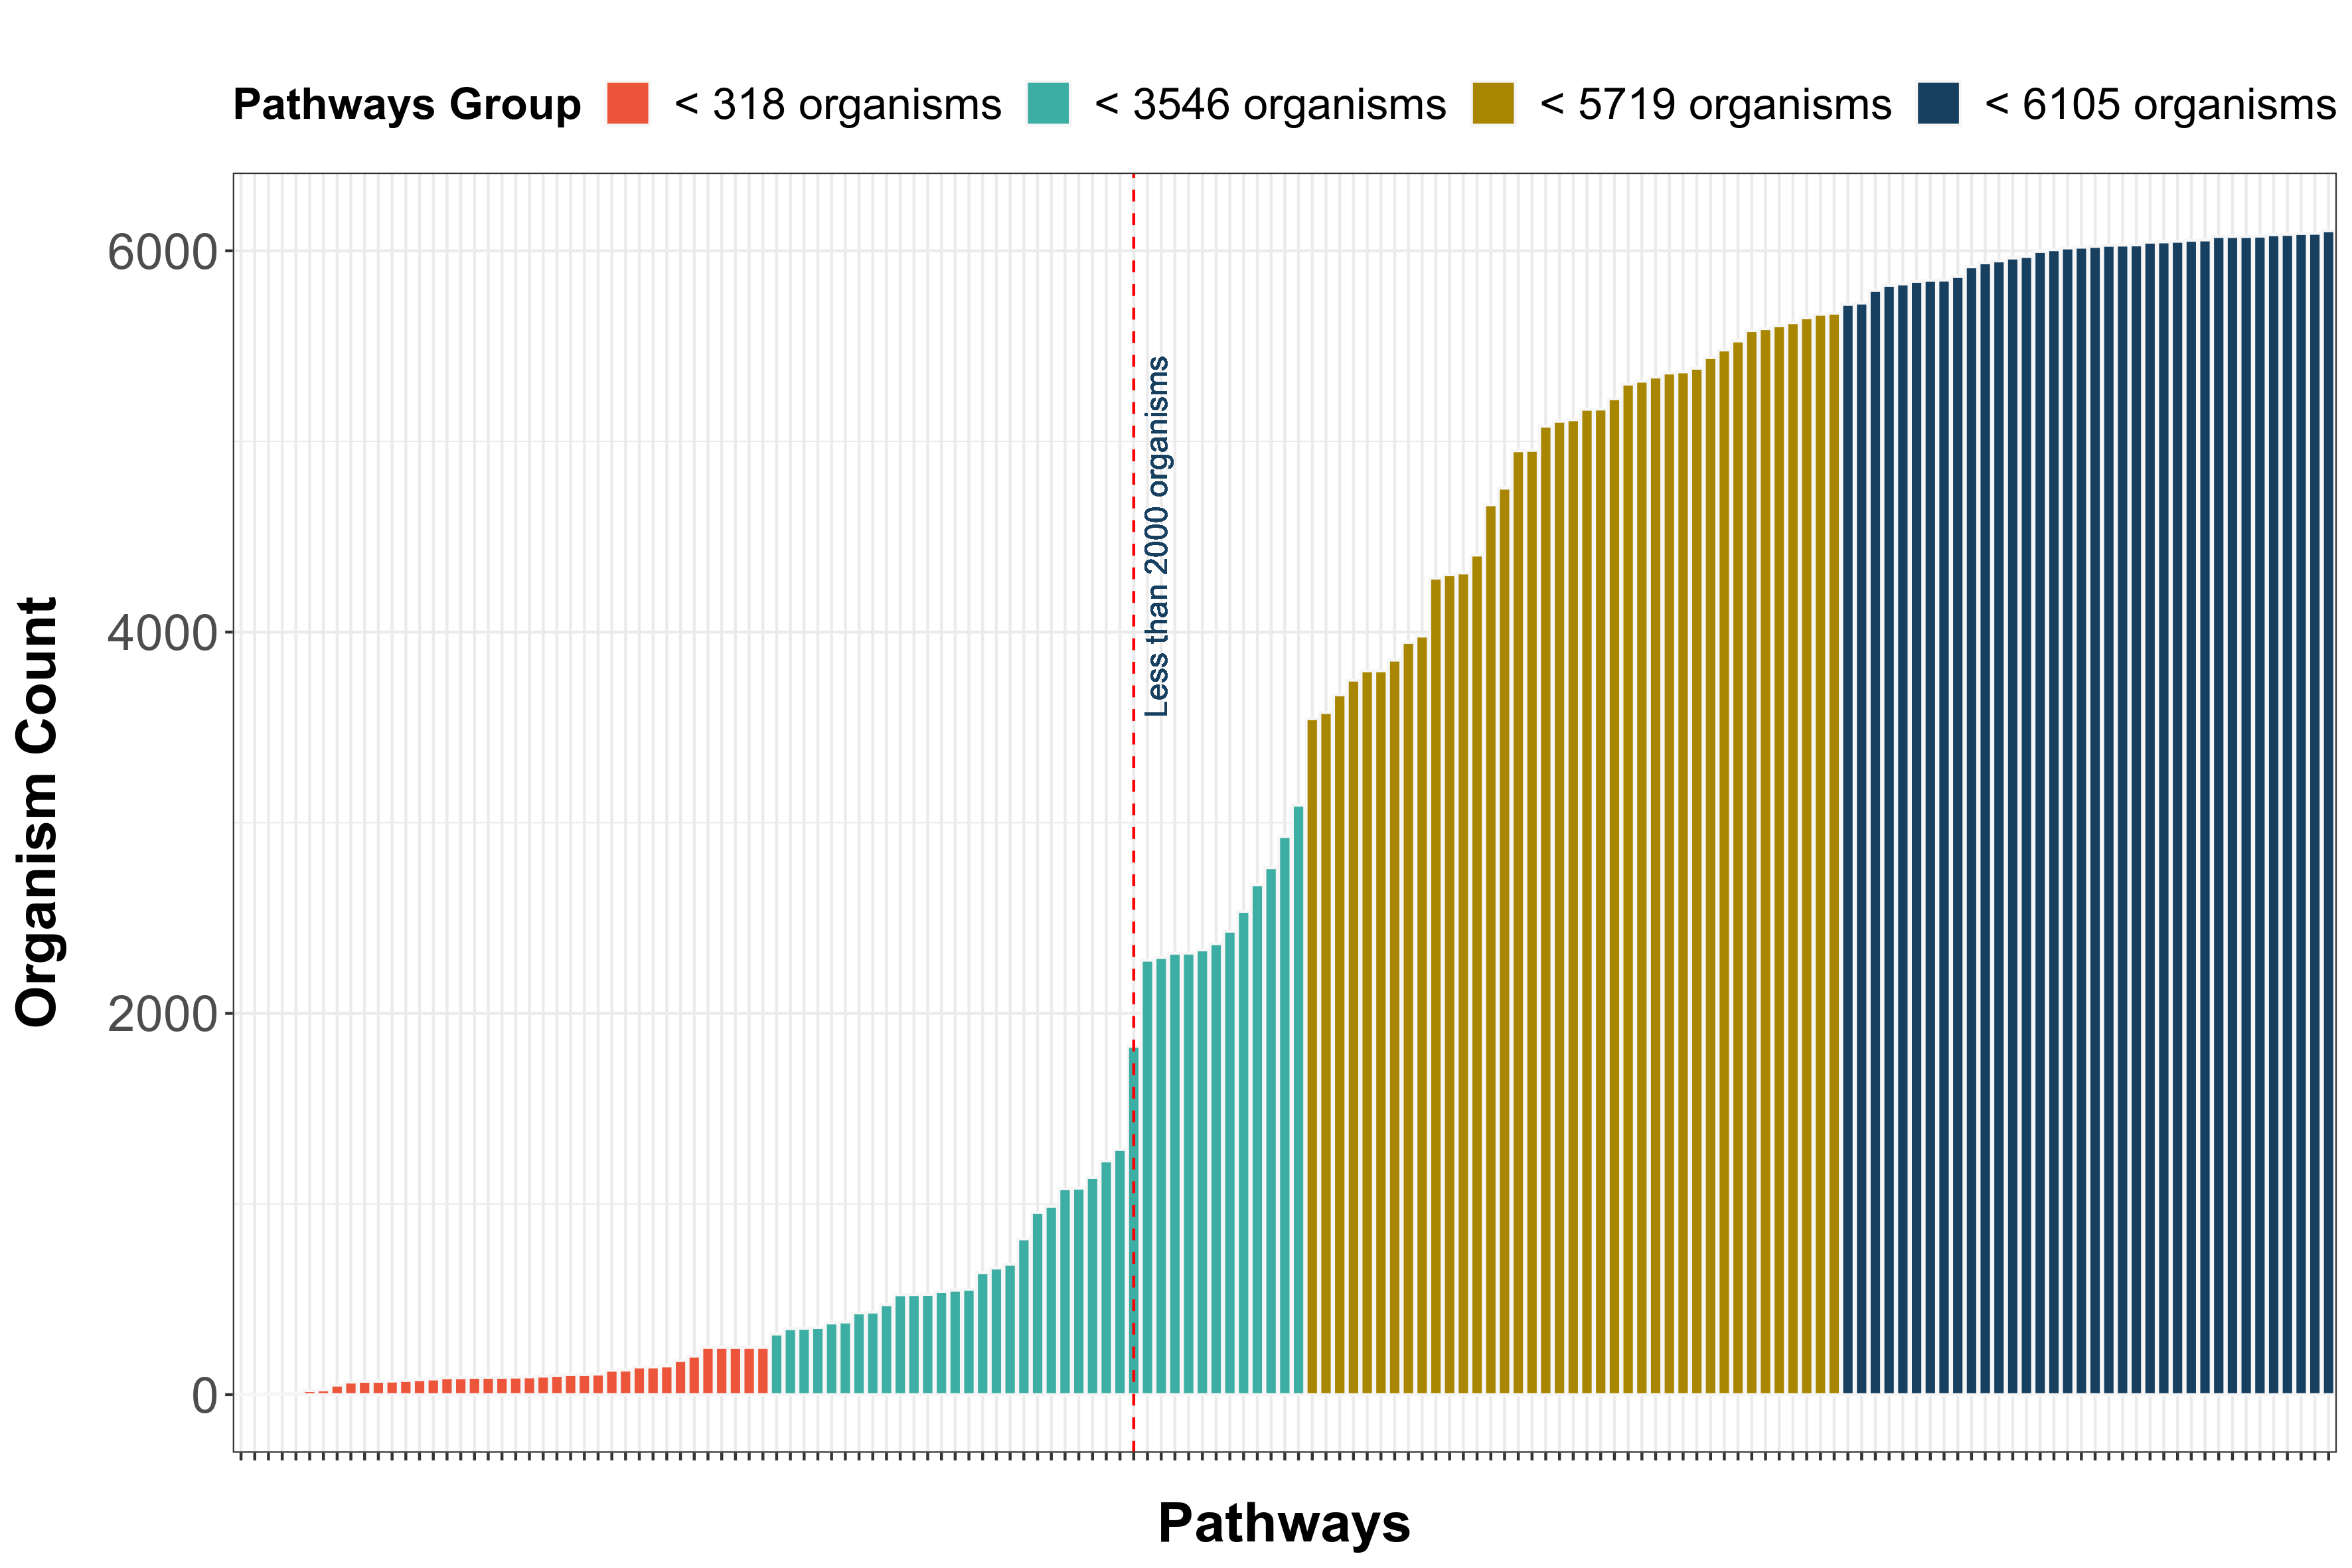 Pathways Group < 318 organisms < 3546 organisms < 5719 organisms < 6105 organisms
6000
4000
2000
0
Organism Count
Less than 2000 organisms
Pathways